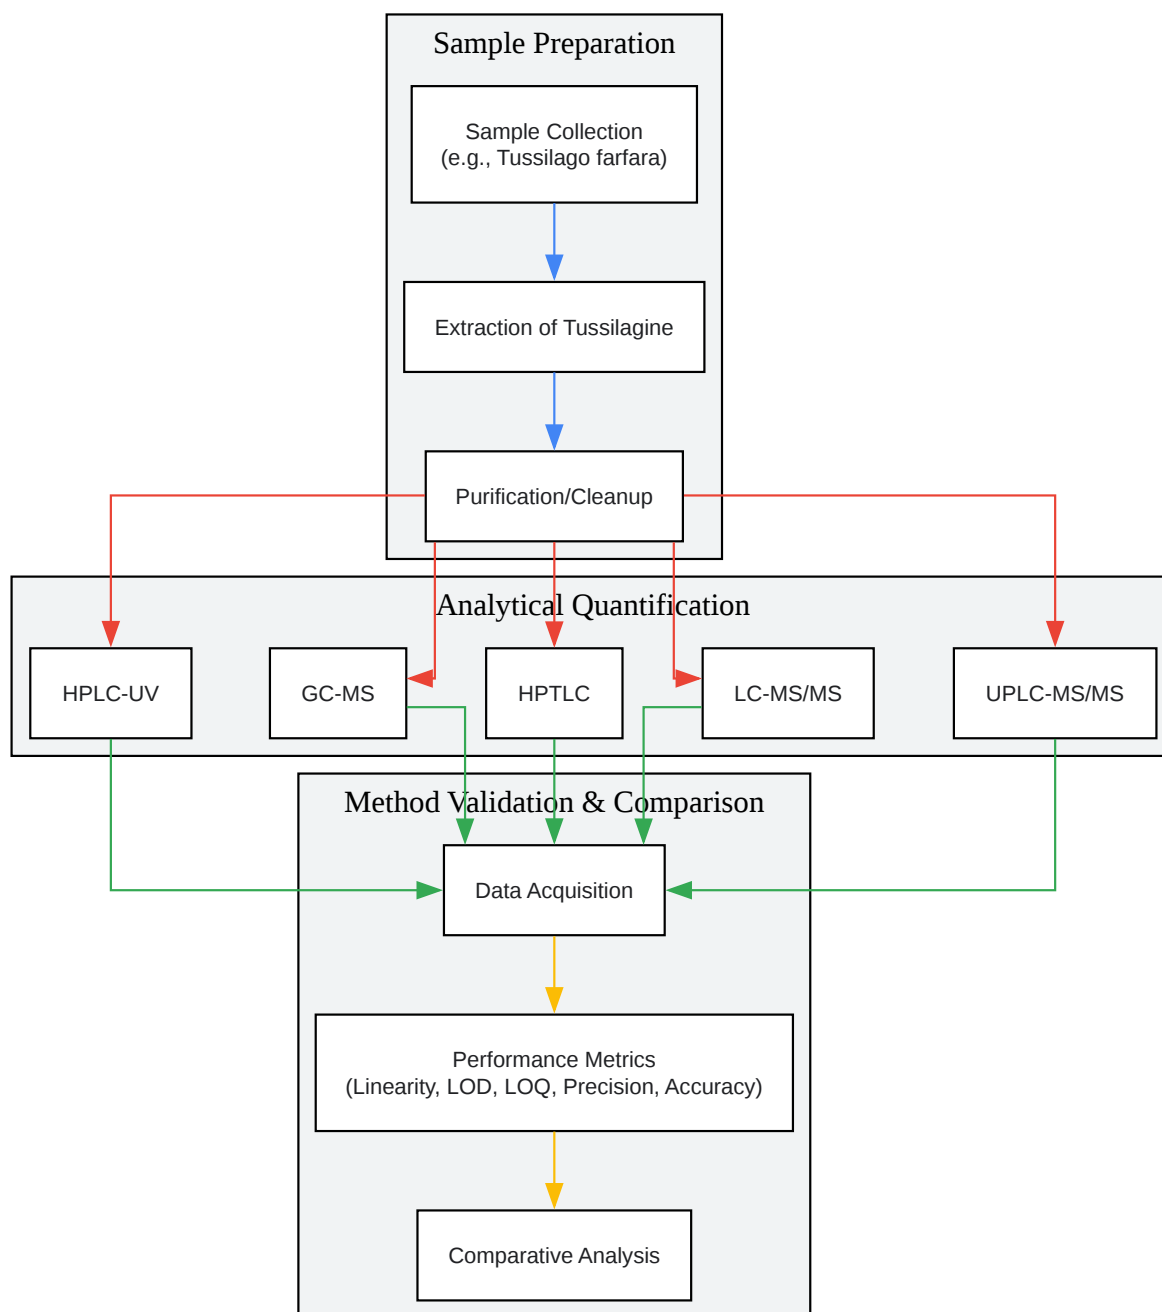 Sample Preparation
Sample Collection
(e.g., Tussilago farfara)
Extraction of Tussilagine
Purification/Cleanup
Analytical Quantification
HPLC-UV
GC-MS
HPTLC
LC-MS/MS
UPLC-MS/MS
Method Validation & Comparison
Data Acquisition
Performance Metrics
(Linearity, LOD, LOQ, Precision, Accuracy)
Comparative Analysis